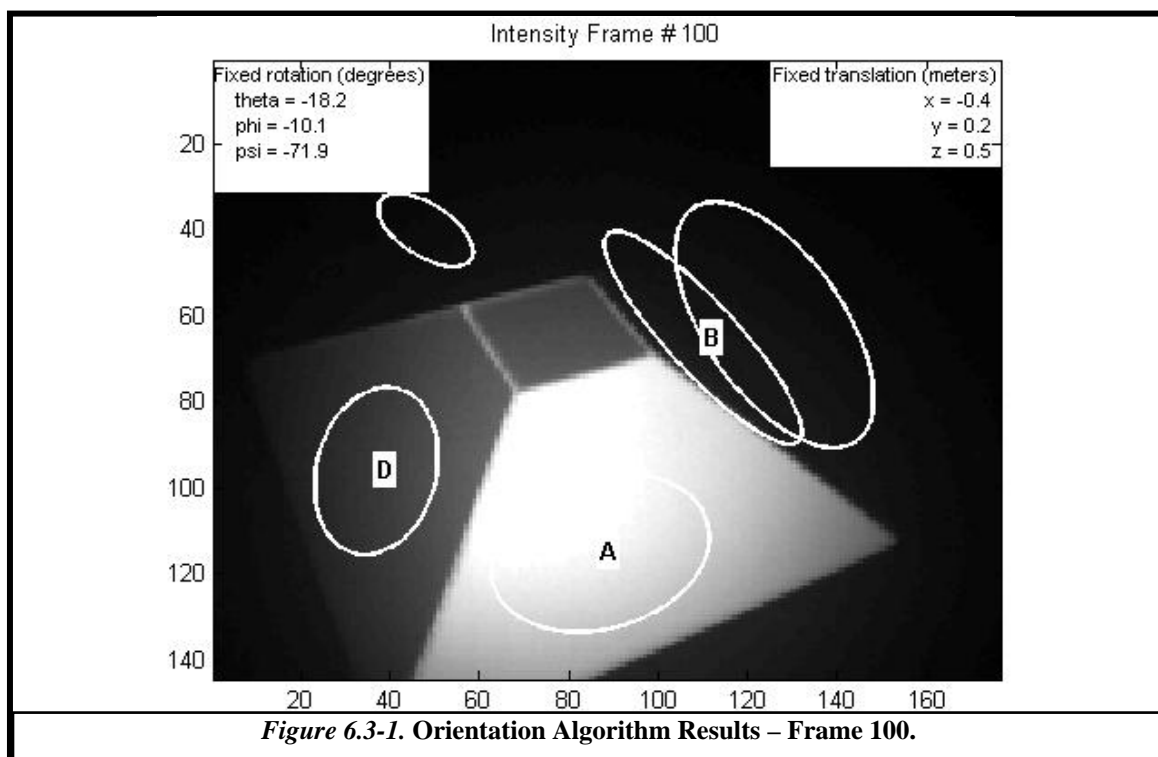 Intensity Frame # 100
Fixed rotation (degrees)
theta = -18.2
phi = -10.1
psi = -71.9
Fixed translation (meters)
x = -0.4
y = 0.2
z = 0.5
20
40
60
80
100
120
140
B
D
A
20 40 60 80 100 120 140 160
Figure 6.3-1. Orientation Algorithm Results – Frame 100.